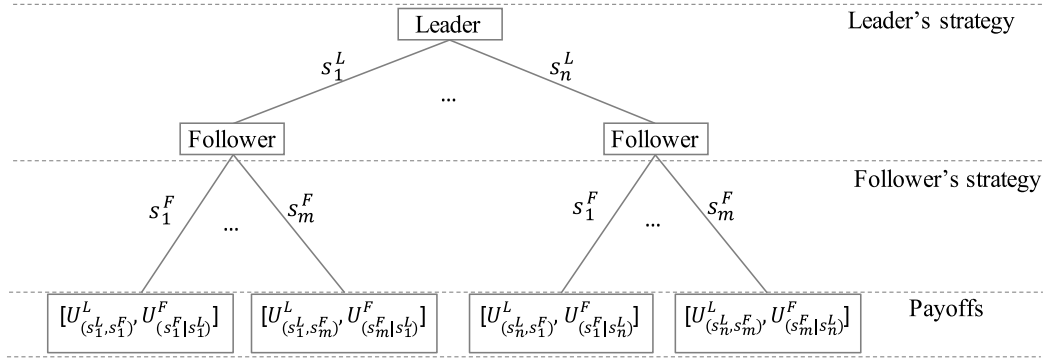 Leader
Leader's strategy
s_1^L
s_n^L
...
Follower
Follower
Follower's strategy
s_1^F
s_m^F
s_1^F
s_m^F
...
...
[U^L_{(s_1^L,s_1^F)}, U^F_{(s_1^F|s_1^L)}]
[U^L_{(s_1^L,s_m^F)}, U^F_{(s_m^F|s_1^L)}]
[U^L_{(s_n^L,s_1^F)}, U^F_{(s_1^F|s_n^L)}]
[U^L_{(s_n^L,s_m^F)}, U^F_{(s_m^F|s_n^L)}]
Payoffs